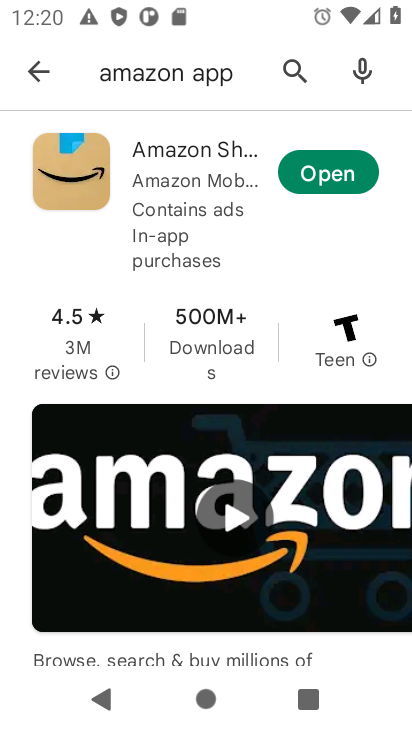 12:20
amazon app
Amazon Sh...
Amazon Mob...
Contains ads
In-app
purchases
Open
4.5 ★
3M
reviews
500M+
Download
s
T
Teen
amazon
Browse, search & buy millions of